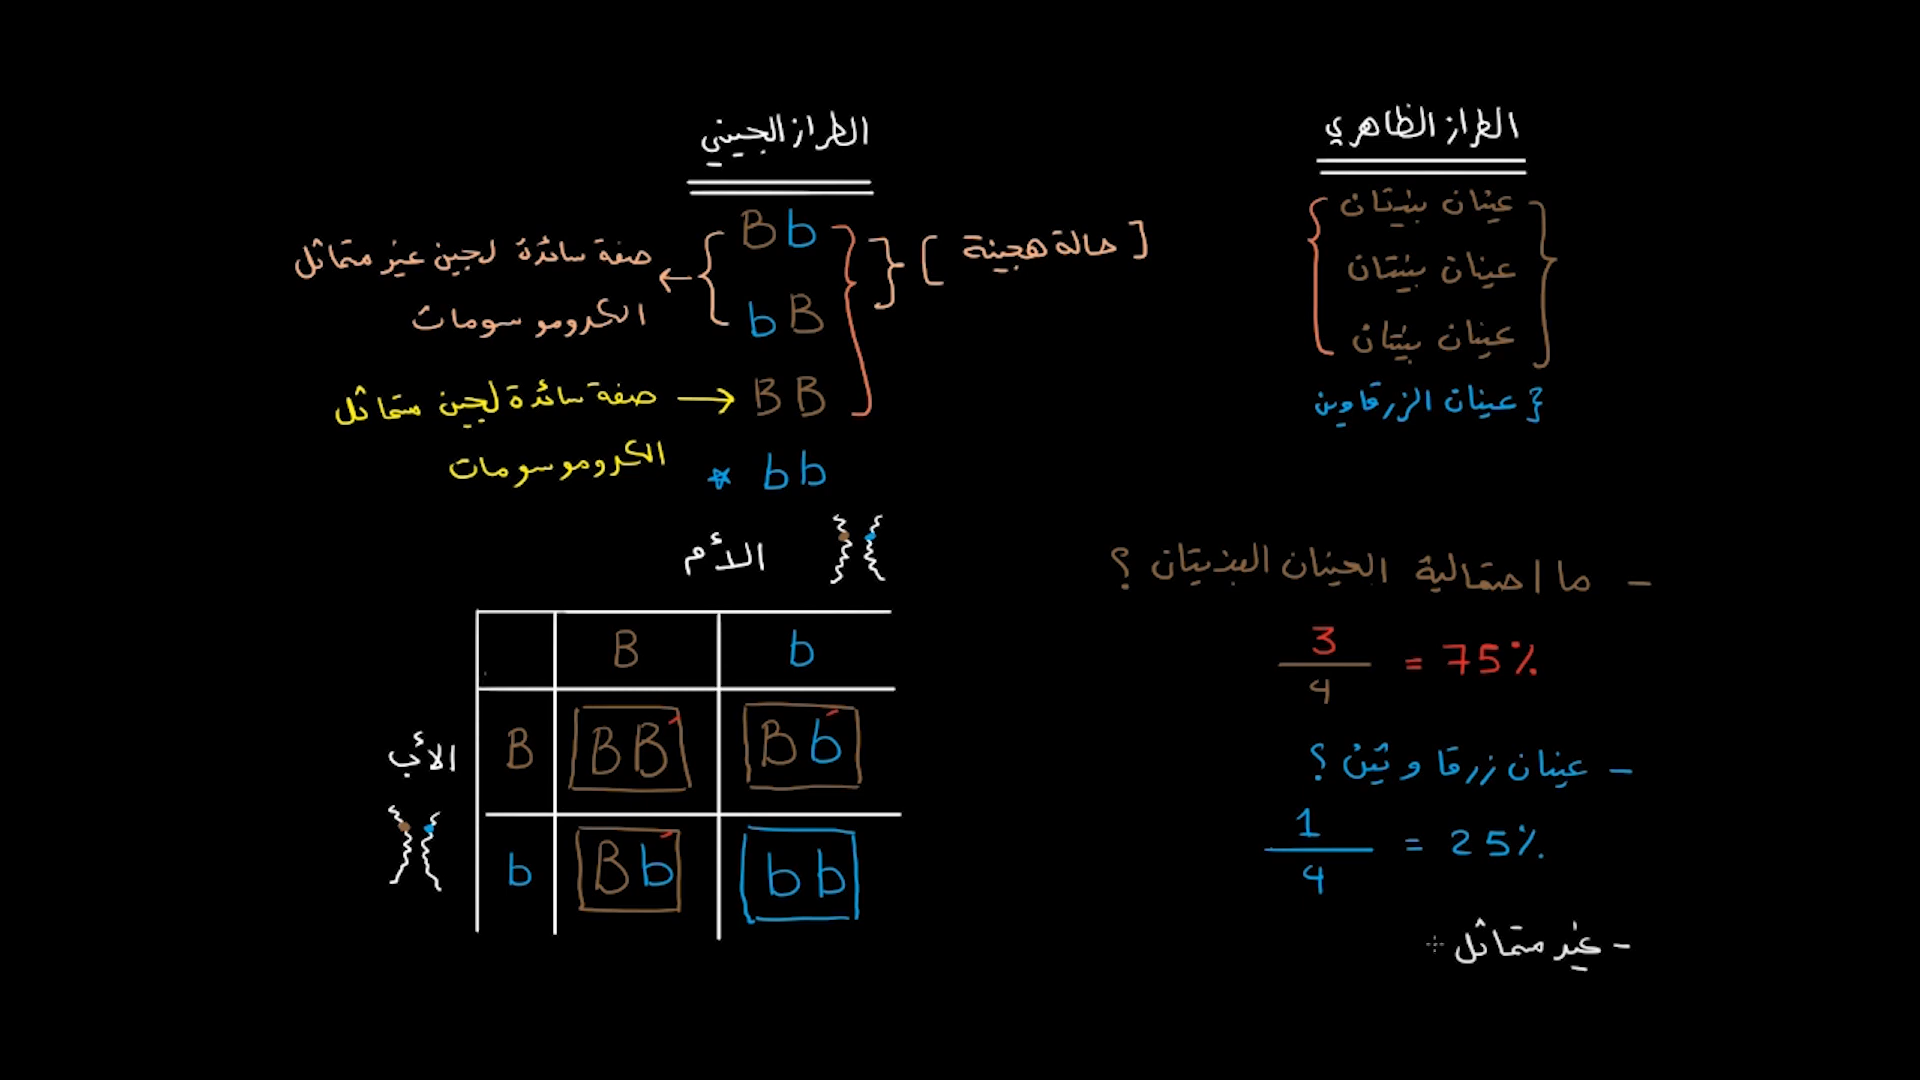 الطراز الظاهري
عينان بنيتان
عينان بنيتان
عينان بنيتان
عينان الزرقاوين
الطراز الجيني
Bb
bB
[حالة هجينة]
صفة سائدة لجين غير متماثل
الكروموسومات
BB
صفة سائدة لجين متماثل
الكروموسومات
* bb
الأم
B b
الأب
B BB Bb
b Bb bb
- ما احتمالية العينان البنيتان ؟
3/4 = 75%
- عينان زرقاوتين ؟
1/4 = 25%
- غير متماثل